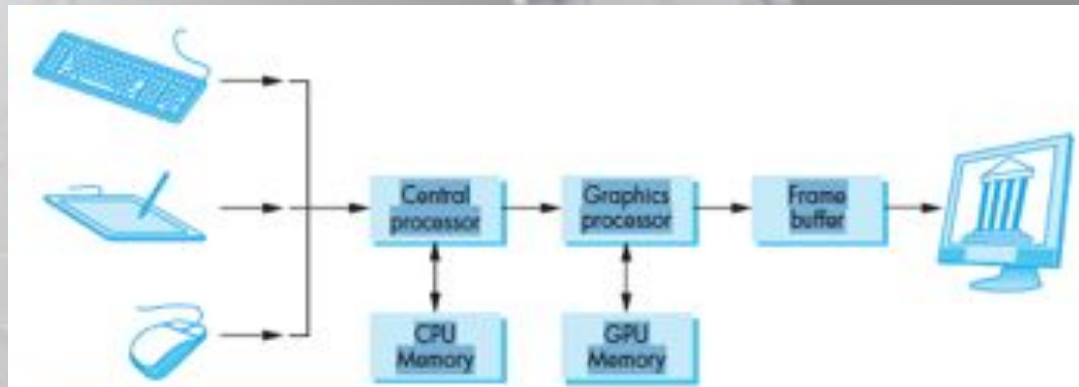 Central
processor
Graphics
processor
Frame
buffer
CPU
Memory
GPU
Memory